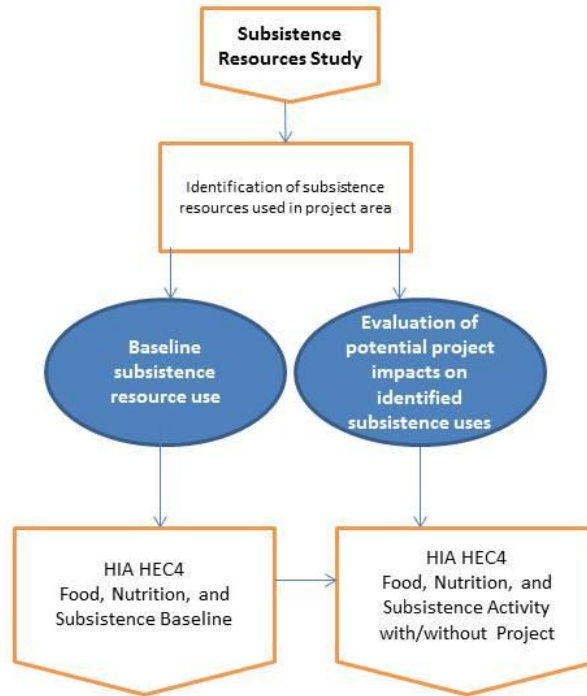 Subsistence
Resources Study
Identification of subsistence
resources used in project area
Baseline
subsistence
resource use
Evaluation of
potential project
impacts on
identified
subsistence uses
HIA HEC4
Food, Nutrition, and
Subsistence Baseline
HIA HEC4
Food, Nutrition, and
Subsistence Activity
with/without Project